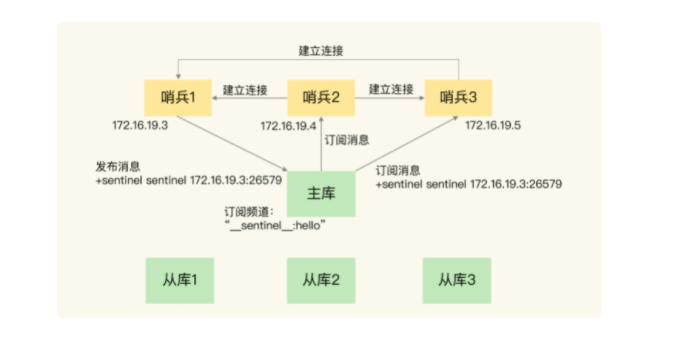 建立连接
哨兵1
建立连接
哨兵2
建立连接
哨兵3
172.16.19.3
172.16.19.4
172.16.19.5
订阅消息
发布消息
+sentinel sentinel 172.16.19.3:26579
订阅消息
+sentinel sentinel 172.16.19.3:26579
主库
订阅频道：
“__sentinel__:hello”
从库1
从库2
从库3